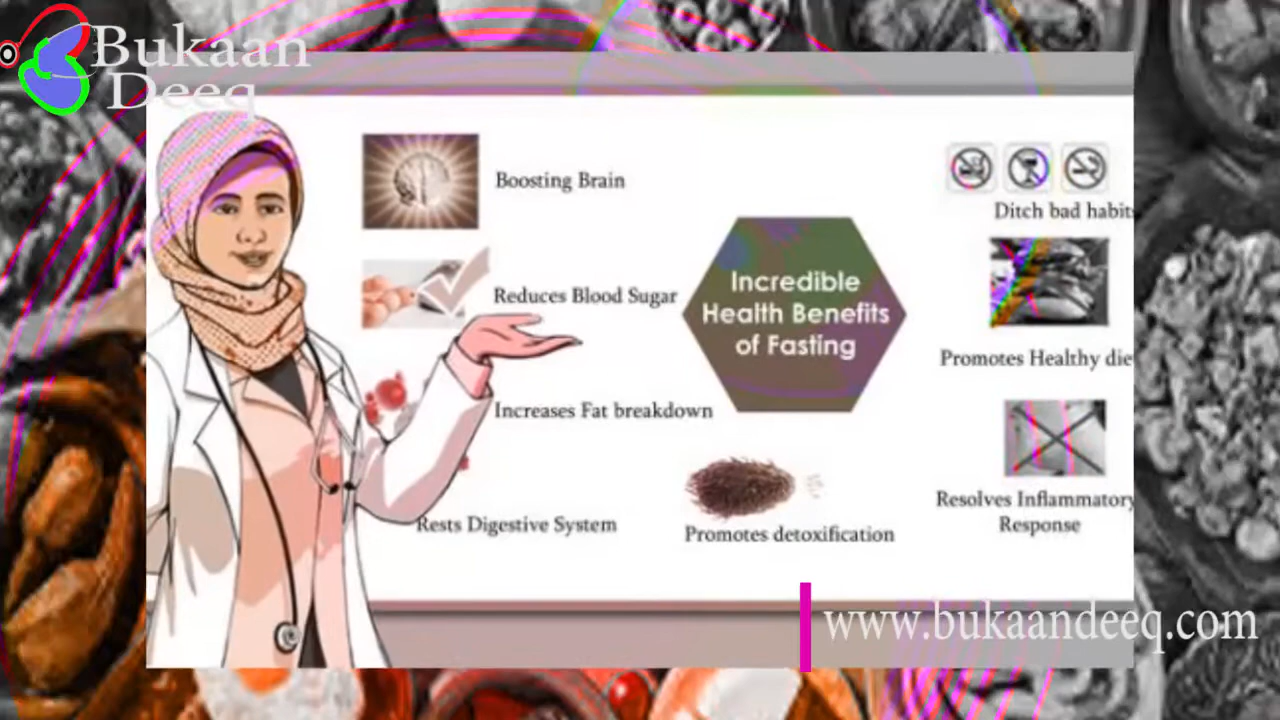 Bukaan
Deeq
Boosting Brain
Reduces Blood Sugar
Increases Fat breakdown
Rests Digestive System
Incredible
Health Benefits
of Fasting
Promotes detoxification
Ditch bad habits
Promotes Healthy die
Resolves Inflammatory
Response
www.bukaandeeq.com